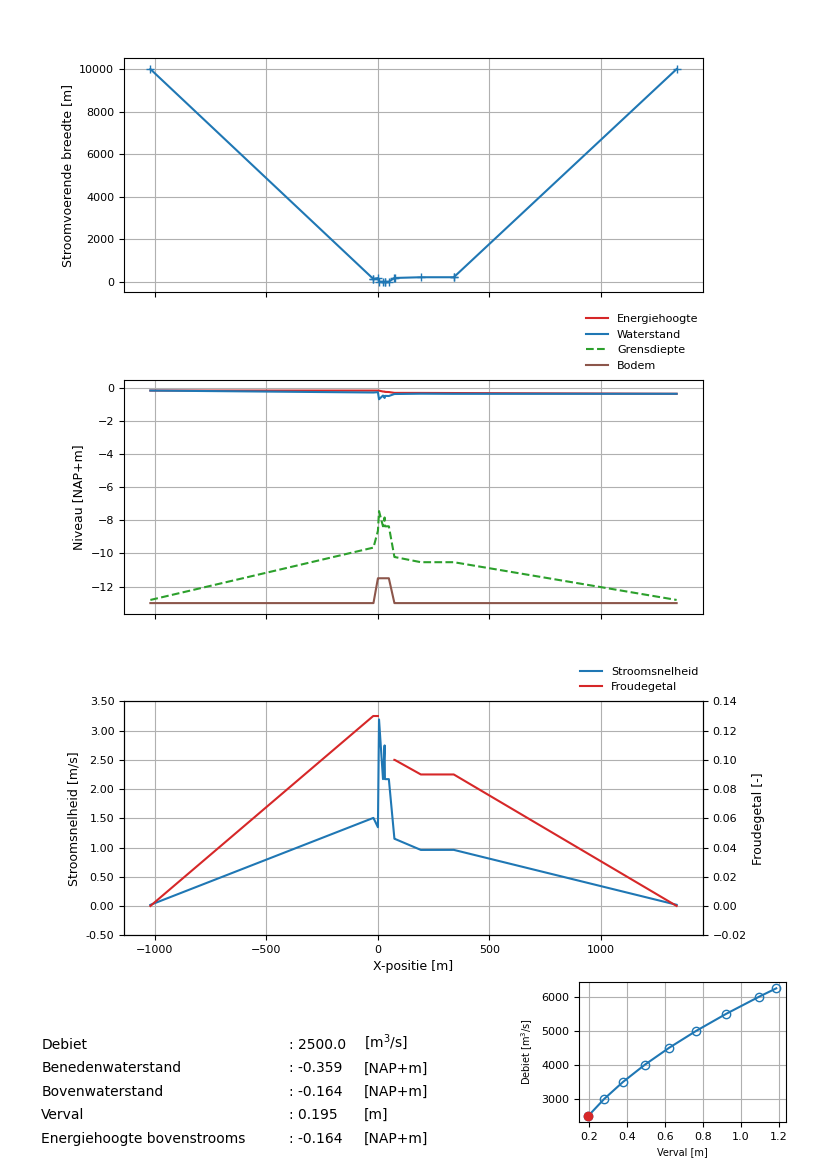 10000
8000
6000
4000
2000
0
Stroomvoerende breedte [m]
Energiehoogte
Waterstand
Grensdiepte
Bodem
0
−2
−4
−6
−8
−10
−12
Niveau [NAP+m]
Stroomsnelheid
Froudegetal
3.50
3.00
2.50
2.00
1.50
1.00
0.50
0.00
-0.50
Stroomsnelheid [m/s]
0.14
0.12
0.10
0.08
0.06
0.04
0.02
0.00
−0.02
Froudegetal [-]
−1000 −500 0 500 1000
X-positie [m]
6000
5000
4000
3000
Debiet [m³/s]
0.2 0.4 0.6 0.8 1.0 1.2
Verval [m]
Debiet : 2500.0 [m³/s]
Benedenwaterstand : -0.359 [NAP+m]
Bovenwaterstand : -0.164 [NAP+m]
Verval : 0.195 [m]
Energiehoogte bovenstrooms : -0.164 [NAP+m]